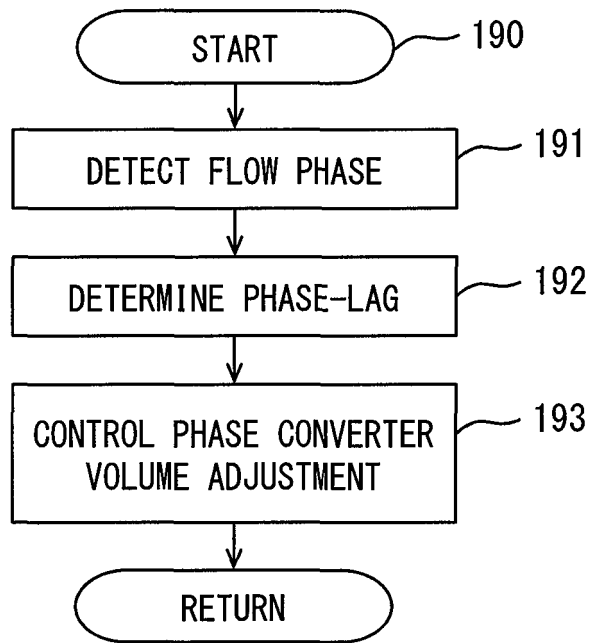 START
190
DETECT FLOW PHASE
191
DETERMINE PHASE-LAG
192
CONTROL PHASE CONVERTER
VOLUME ADJUSTMENT
193
RETURN